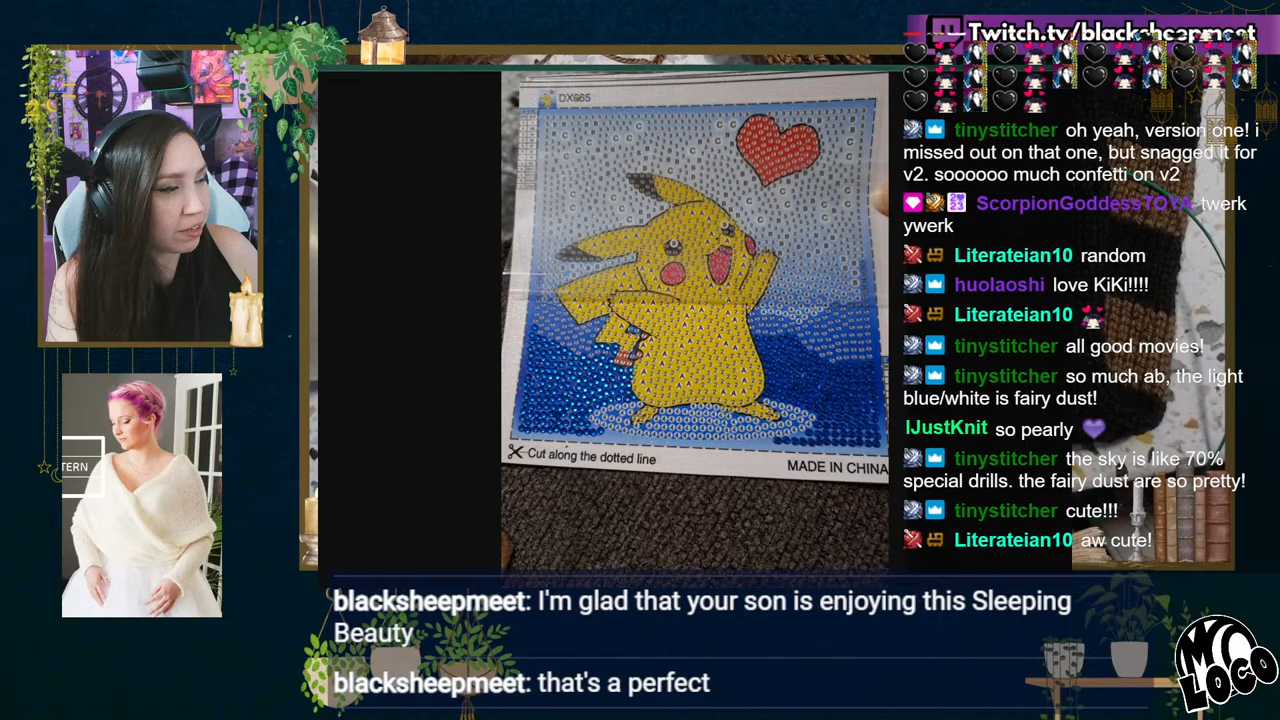 Twitch.tv/blacksheepmeet
DX665
tinystitcher oh yeah, version one! i
missed out on that one, but snagged it for
v2. soooooo much confetti on v2
ScorpionGoddessTOYA twerk
ywerk
Literateian10 random
huolaoshi love KiKi!!!!
Literateian10
tinystitcher all good movies!
tinystitcher so much ab, the light
blue/white is fairy dust!
IJustKnit so pearly
tinystitcher the sky is like 70%
special drills. the fairy dust are so pretty!
tinystitcher cute!!!
Literateian10 aw cute!
TERN
Cut along the dotted line
MADE IN CHINA
blacksheepmeet: I'm glad that your son is enjoying this Sleeping
Beauty
blacksheepmeet: that's a perfect
MC
LOCO